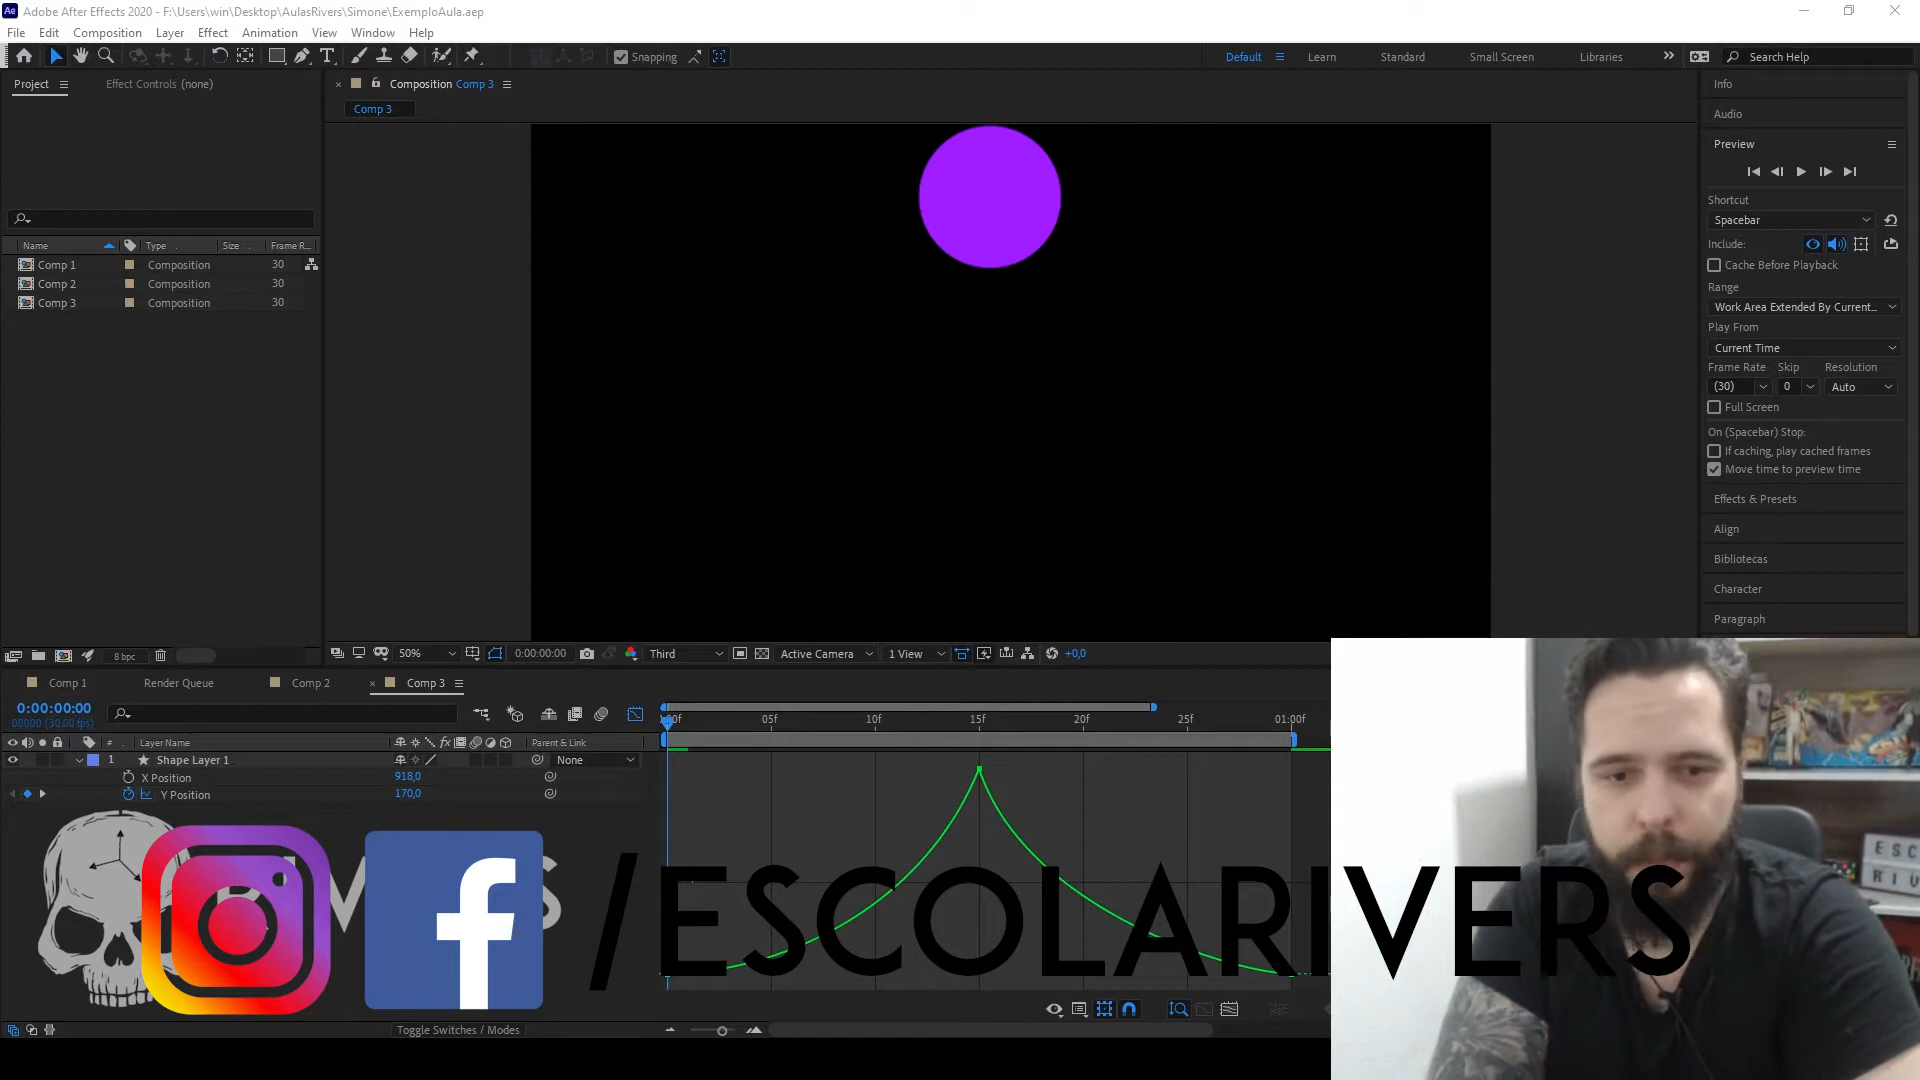 Ae Adobe After Effects 2020 - F:\Users\win\Desktop\AulasRivers\Simone\ExemploAula.aep
File Edit Composition Layer Effect Animation View Window Help
Snapping
Default Learn Standard Small Screen Libraries » Search Help
Project Effect Controls (none)
Composition Comp 3
Comp 3
Name Type Size Frame R...
Comp 1 Composition 30
Comp 2 Composition 30
Comp 3 Composition 30
Info
Audio
Preview
Shortcut
Spacebar
Include:
Cache Before Playback
Range
Work Area Extended By Current...
Play From
Current Time
Frame Rate Skip Resolution
(30) 0 Auto
Full Screen
On (Spacebar) Stop:
If caching, play cached frames
Move time to preview time
Effects & Presets
Align
Bibliotecas
Character
Paragraph
8 bpc
50% 0:00:00:00 Third Active Camera 1 View +0,0
Comp 1 Render Queue Comp 2 Comp 3
0:00:00:00
00000 (30.00 fps)
05f 10f 15f 20f 25f 01:00f
# Layer Name Parent & Link
1 Shape Layer 1 None
X Position 918,0
Y Position 170,0
/ESCOLARIVERS
Toggle Switches / Modes